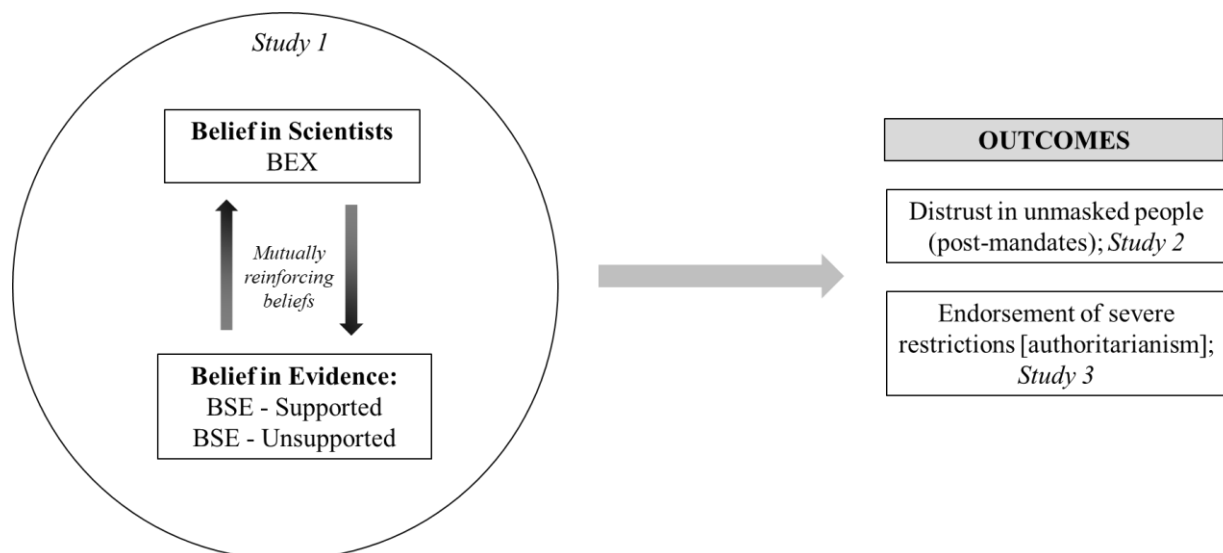 Study 1
Belief in Scientists
BEX
Mutually
reinforcing
beliefs
Belief in Evidence:
BSE - Supported
BSE - Unsupported
OUTCOMES
Distrust in unmasked people
(post-mandates); Study 2
Endorsement of severe
restrictions [authoritarianism];
Study 3